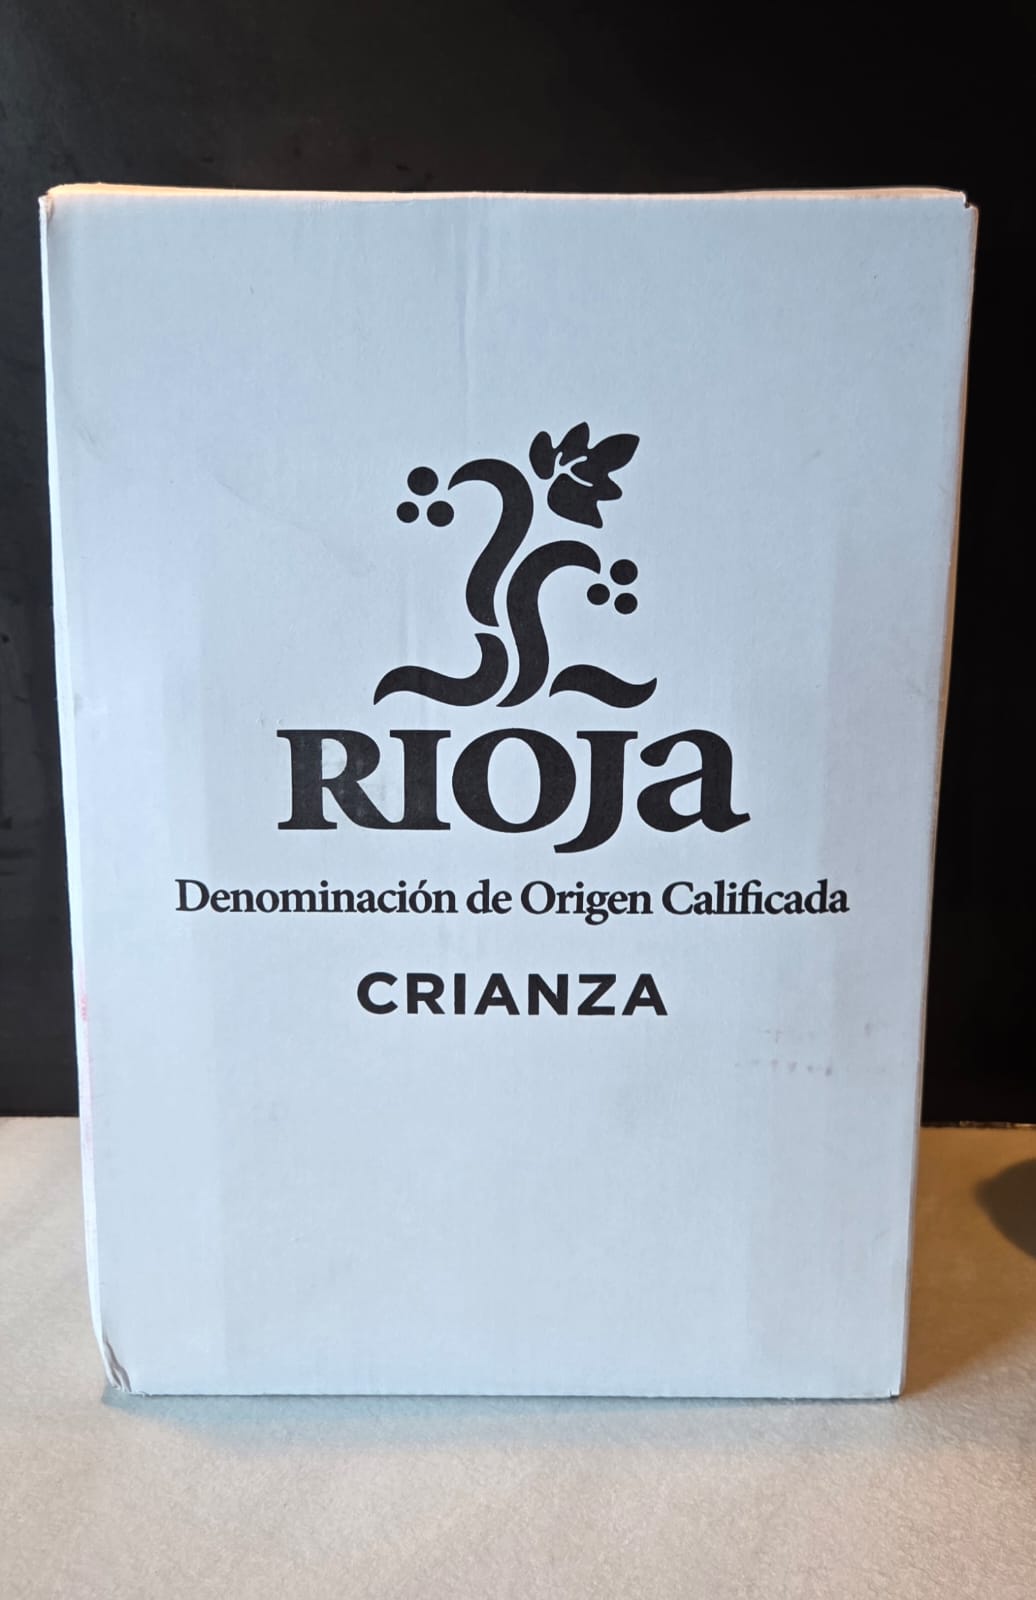 RIOJa
Denominación de Origen Calificada
CRIANZA